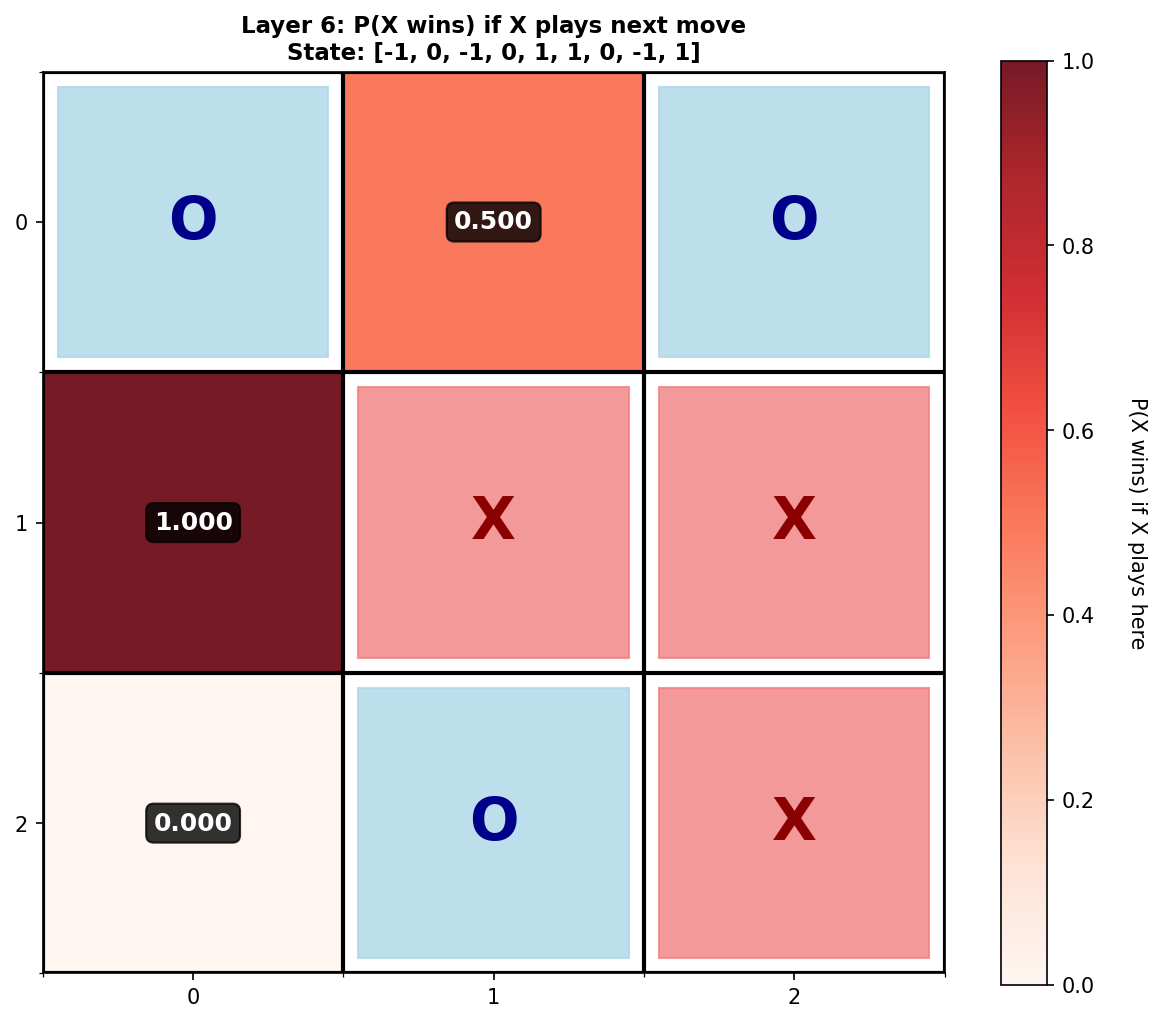 Layer 6: P(X wins) if X plays next move
State: [-1, 0, -1, 0, 1, 1, 0, -1, 1]
1.0
0
O
0.500
O
0.8
0.6
1
1.000
X
X
P(X wins) if X plays here
0.4
2
0.000
O
X
0.2
0.0
0
1
2